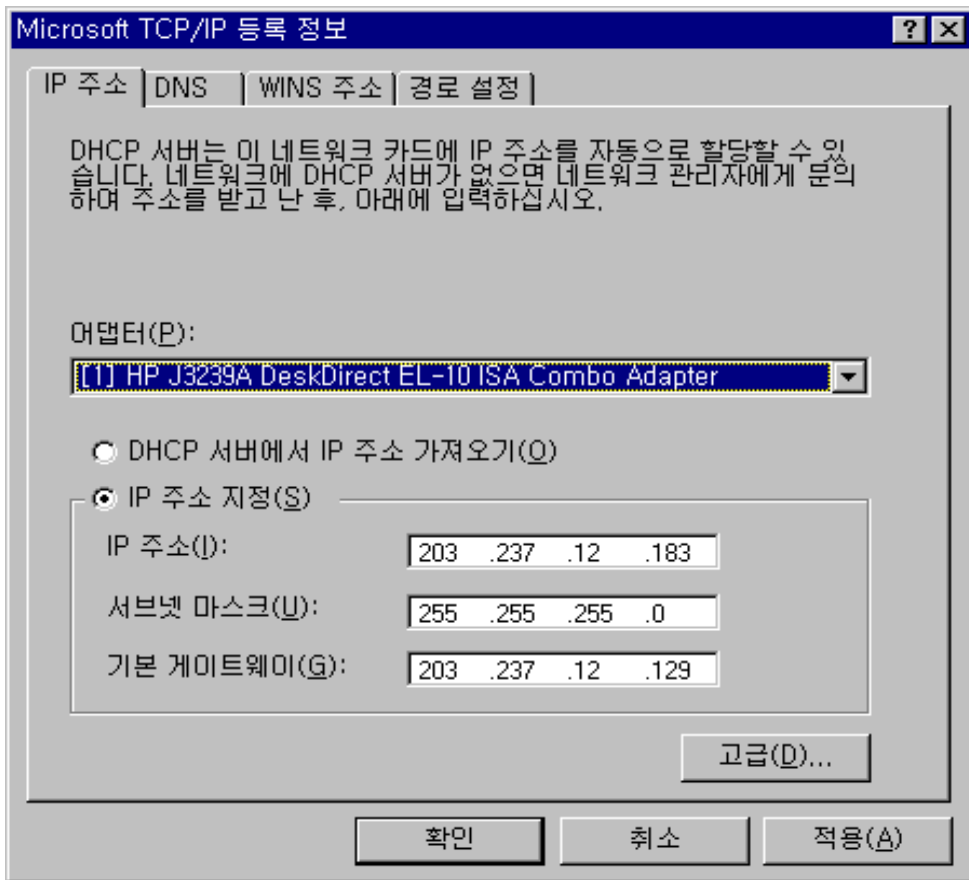 Microsoft TCP/IP 등록 정보
IP 주소 DNS WINS 주소 경로 설정
DHCP 서버는 이 네트워크 카드에 IP 주소를 자동으로 할당할 수 있
습니다. 네트워크에 DHCP 서버가 없으면 네트워크 관리자에게 문의
하여 주소를 받고 난 후, 아래에 입력하십시오.
어댑터(P):
[1] HP J3239A DeskDirect EL-10 ISA Combo Adapter
DHCP 서버에서 IP 주소 가져오기(O)
IP 주소 지정(S)
IP 주소(I): 203 .237 .12 .183
서브넷 마스크(U): 255 .255 .255 .0
기본 게이트웨이(G): 203 .237 .12 .129
고급(D)...
확인 취소 적용(A)